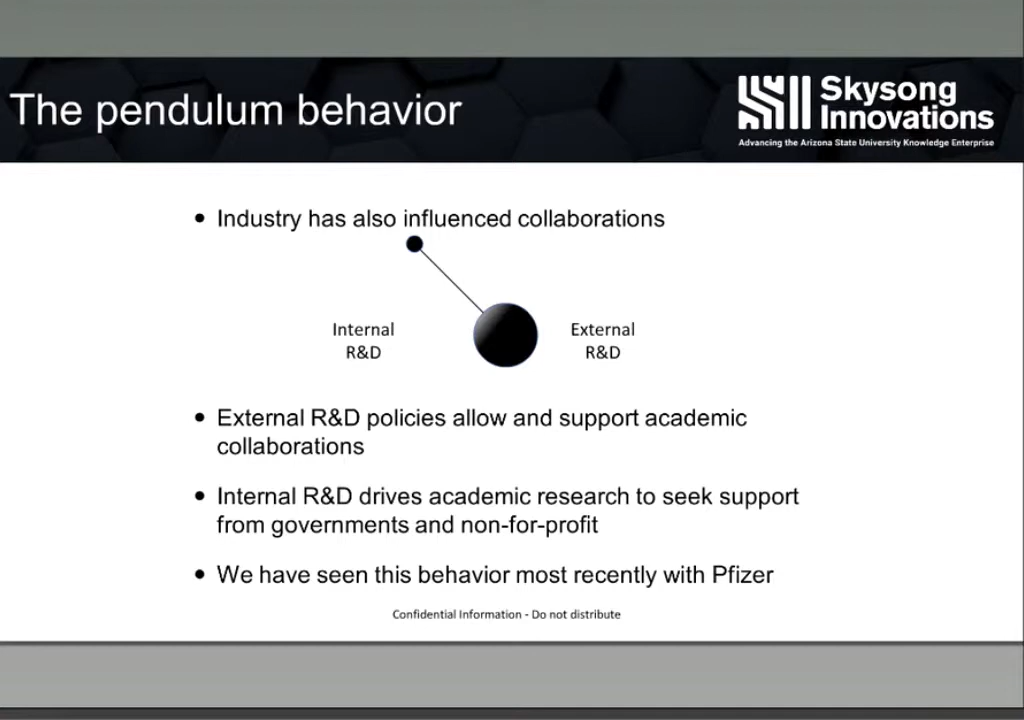 The pendulum behavior
Skysong
Innovations
Advancing the Arizona State University Knowledge Enterprise
• Industry has also influenced collaborations
Internal
R&D
External
R&D
• External R&D policies allow and support academic
collaborations
• Internal R&D drives academic research to seek support
from governments and non-for-profit
• We have seen this behavior most recently with Pfizer
Confidential Information - Do not distribute